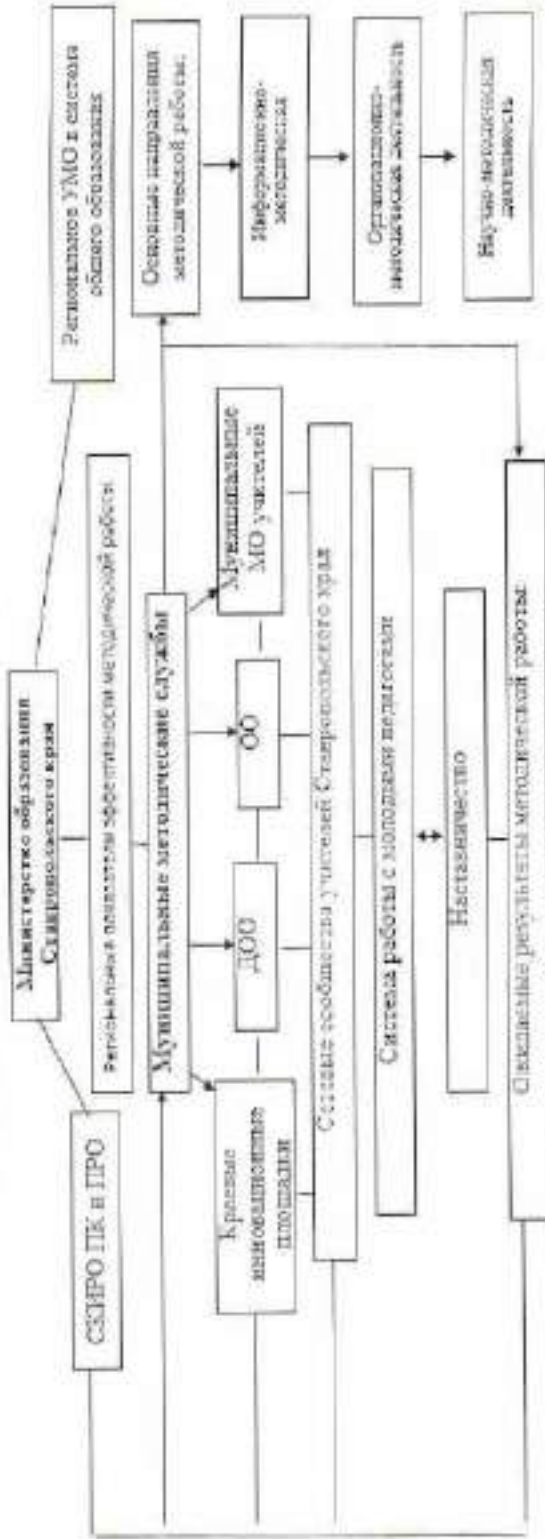 Министерство образования
Ставропольского края
СКИРО ПК и ПРО
Региональное УМО в системе
общего образования
Региональные показатели эффективности методической работы
Муниципальные методические службы
Основные направления
методической работы:
Краевые
инновационные
площадки
ДОО
ОО
Муниципальные
МО учителей
Информационно-
методическая
Сетевые сообщества учителей Ставропольского края
Организационно-
методическая деятельность
Система работы с молодыми педагогами
Наставничество
Научно-методическая
деятельность
Ожидаемые результаты методической работы: